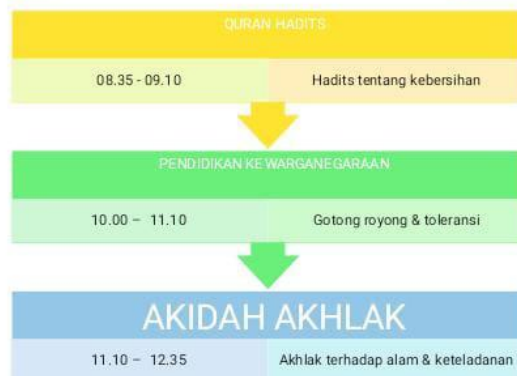 QURAN HADITS
08.35 - 09.10 Hadits tentang kebersihan
PENDIDIKAN KEWARGANEGARAAN
10.00 – 11.10 Gotong royong & toleransi
AKIDAH AKHLAK
11.10 – 12.35 Akhlak terhadap alam & keteladanan